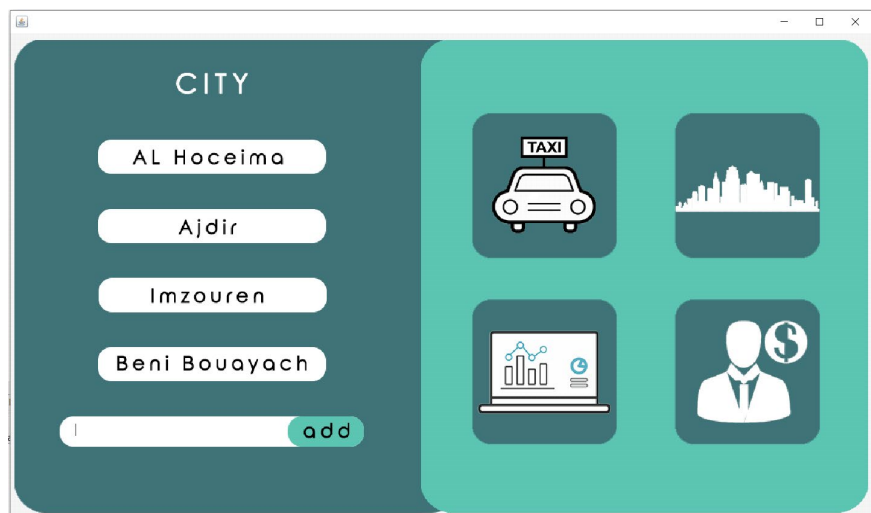 CITY
AL Hoceima
Ajdir
Imzouren
Beni Bouayach
add
TAXI
$